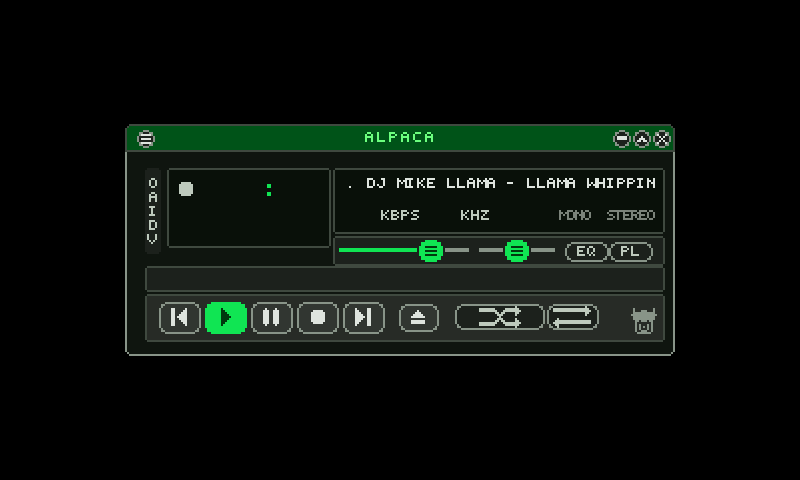 ALPACA
O
A
I
D
V
:
. DJ MIKE LLAMA - LLAMA WHIPPIN
KBPS KHZ MONO STEREO
EQ PL